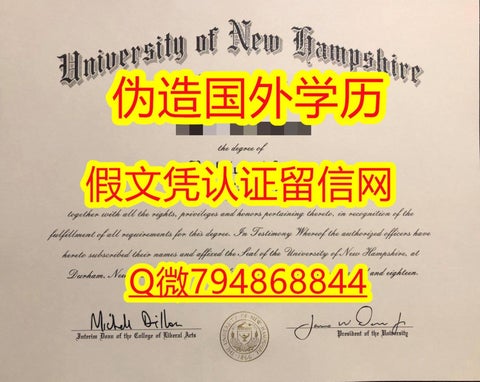 University of New Hampshire
伪造国外学历
the degree of
假文凭认证留信网
together with all the rights, privileges and honors pertaining thereto, in recognition of the
fulfillment of all requirements for this degree. In Testimony Whereof the authorized officers have
hereto subscribed their names and affixed the Seal of the University of New Hampshire, at
Durham, New and eighteen.
Q微794868844
Interim Dean of the College of Liberal Arts
President of the University